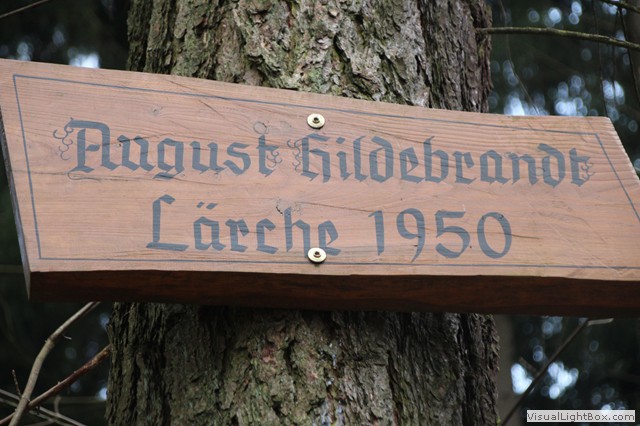 August Hildebrandt
Lärche 1950
VisualLightBox.com